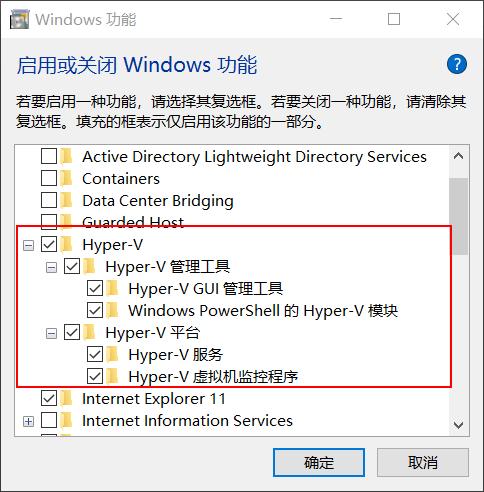 Windows 功能
启用或关闭 Windows 功能
?
若要启用一种功能，请选择其复选框。若要关闭一种功能，请清除其
复选框。填充的框表示仅启用该功能的一部分。
Active Directory Lightweight Directory Services
Containers
Data Center Bridging
Guarded Host
Hyper-V
Hyper-V 管理工具
Hyper-V GUI 管理工具
Windows PowerShell 的 Hyper-V 模块
Hyper-V 平台
Hyper-V 服务
Hyper-V 虚拟机监控程序
Internet Explorer 11
Internet Information Services
确定
取消